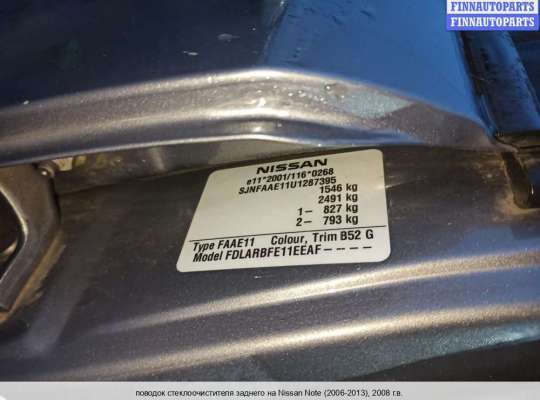 FINNAUTOPARTS
FINNAUTOPARTS
NISSAN
e11*2001/116*0268
SJNFAAE11U1287395
1546 kg
2491 kg
1– 827 kg
2– 793 kg
Type FAAE11 Colour, Trim B52 G
Model FDLARBFE11EEAF– – – –
поводок стеклоочистителя заднего на Nissan Note (2006-2013), 2008 г.в.